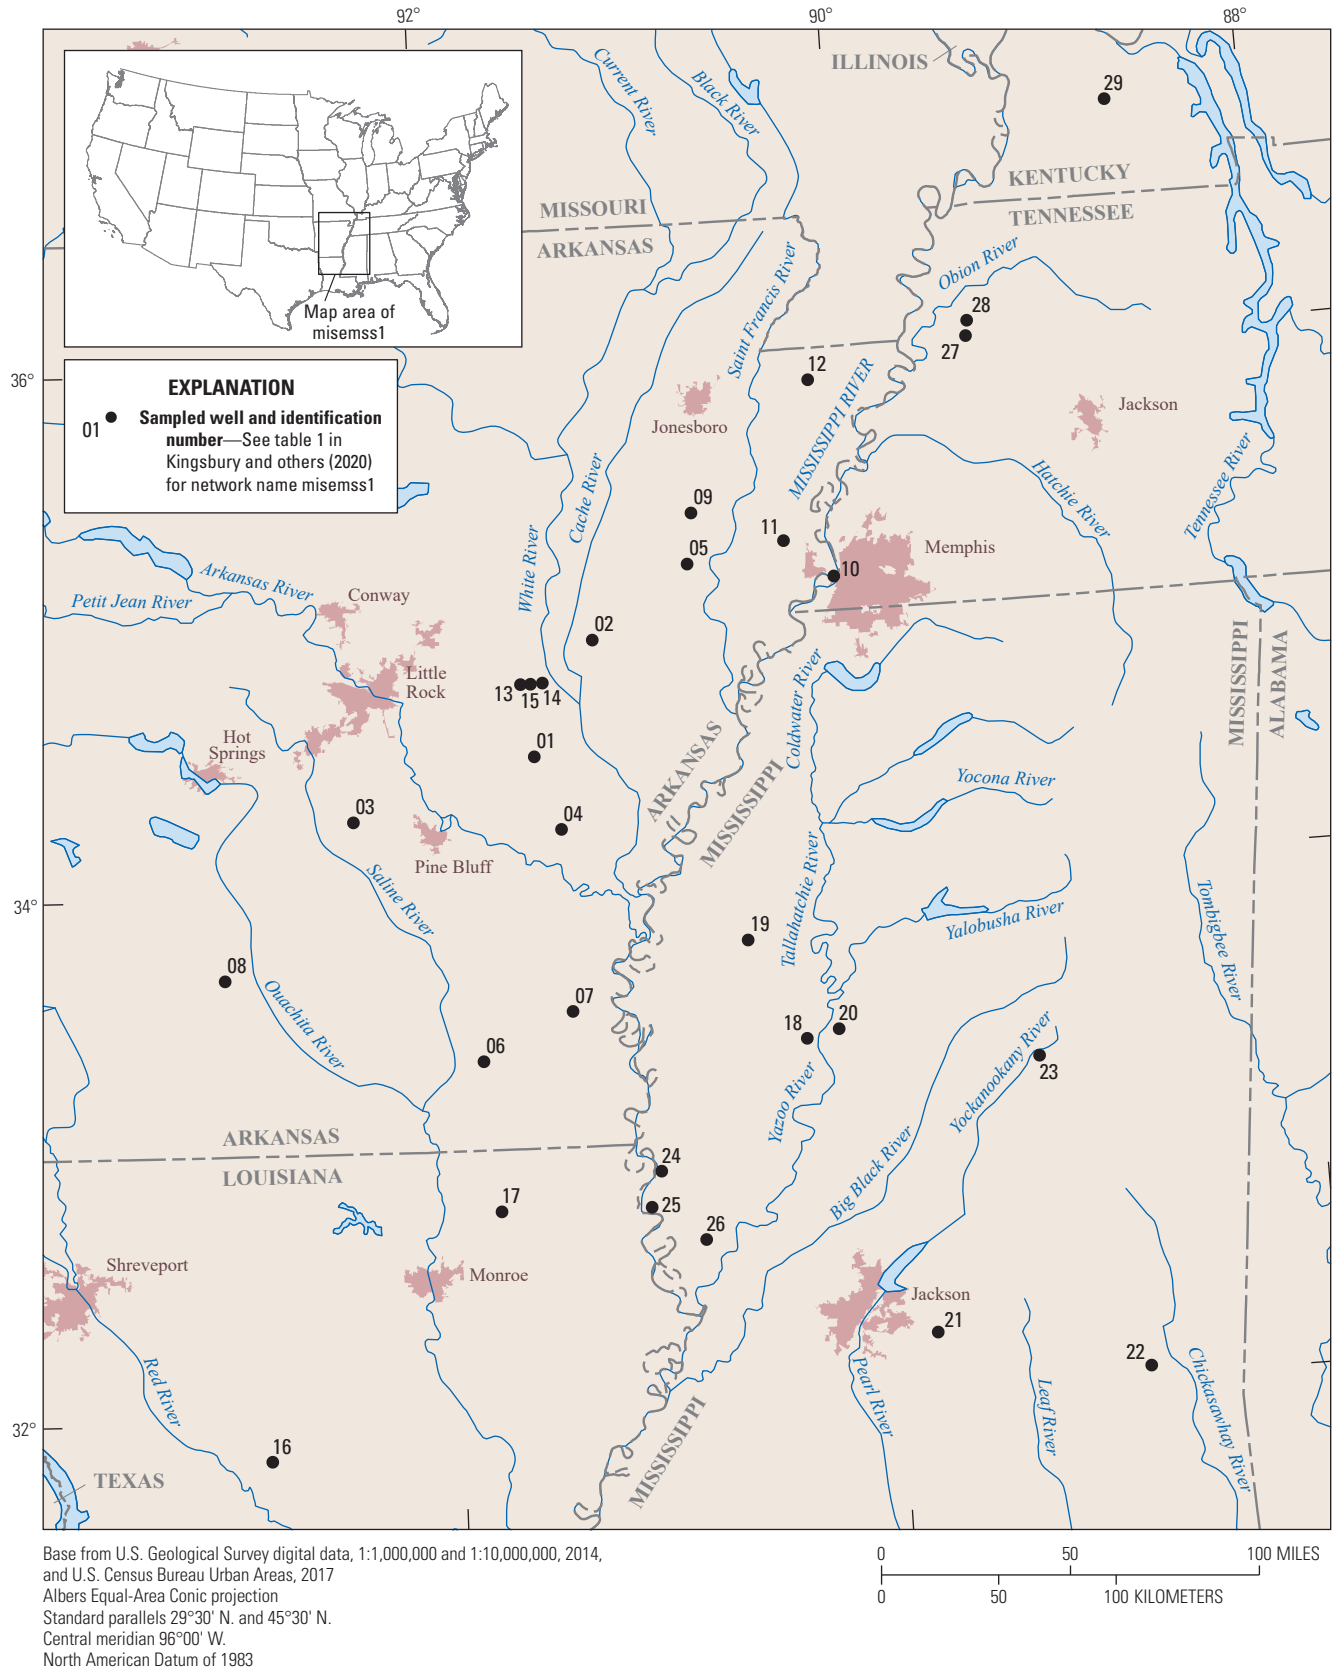 92°
90°
88°
ILLINOIS
29
Current River
Black River
KENTUCKY
TENNESSEE
MISSOURI
ARKANSAS
Map area of
misemss1
Saint Francis River
Obion River
28
27
36°
12
MISSISSIPPI RIVER
Jackson
Jonesboro
EXPLANATION
01
Sampled well and identification
number—See table 1 in
Kingsbury and others (2020)
for network name misemss1
Cache River
Hatchie River
Tennessee River
09
11
05
Memphis
10
White River
Arkansas River
Petit Jean River
Conway
02
Little
Rock
13
15
14
Coldwater River
MISSISSIPPI
ALABAMA
Hot
Springs
01
ARKANSAS
MISSISSIPPI
Yocona River
03
04
Pine Bluff
Saline River
Tallahatchie River
Tombigbee River
34°
Yalobusha River
19
08
Ouachita River
07
18
20
06
Yazoo River
Yockanookany River
23
ARKANSAS
LOUISIANA
24
Big Black River
17
25
26
Shreveport
Monroe
Jackson
21
22
Red River
Pearl River
Leaf River
Chickasawhay River
32°
MISSISSIPPI
16
TEXAS
Base from U.S. Geological Survey digital data, 1:1,000,000 and 1:10,000,000, 2014,
and U.S. Census Bureau Urban Areas, 2017
Albers Equal-Area Conic projection
Standard parallels 29°30' N. and 45°30' N.
Central meridian 96°00' W.
North American Datum of 1983
0 50 100 MILES
0 50 100 KILOMETERS